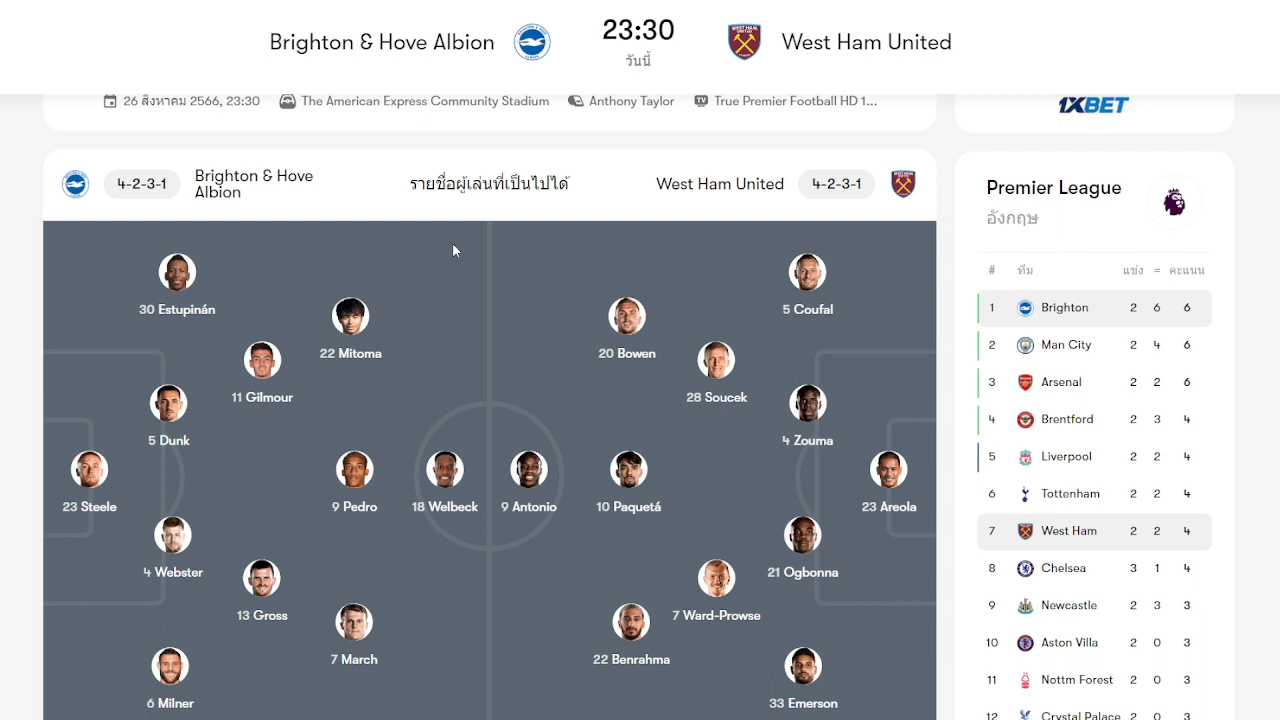 Brighton & Hove Albion
23:30
วันนี้
West Ham United
26 สิงหาคม 2566, 23:30
The American Express Community Stadium
Anthony Taylor
True Premier Football HD 1...
1XBET
4-2-3-1
Brighton & Hove
Albion
รายชื่อผู้เล่นที่เป็นไปได้
West Ham United
4-2-3-1
30 Estupinán
22 Mitoma
11 Gilmour
5 Dunk
23 Steele
9 Pedro
18 Welbeck
4 Webster
13 Gross
7 March
6 Milner
5 Coufal
20 Bowen
28 Soucek
4 Zouma
9 Antonio
10 Paquetá
23 Areola
21 Ogbonna
7 Ward-Prowse
22 Benrahma
33 Emerson
Premier League
อังกฤษ
# ทีม แข่ง = คะแนน
1 Brighton 2 6 6
2 Man City 2 4 6
3 Arsenal 2 2 6
4 Brentford 2 3 4
5 Liverpool 2 2 4
6 Tottenham 2 2 4
7 West Ham 2 2 4
8 Chelsea 3 1 4
9 Newcastle 2 3 3
10 Aston Villa 2 0 3
11 Nottm Forest 2 0 3
12 Crystal Palace 2 0 3